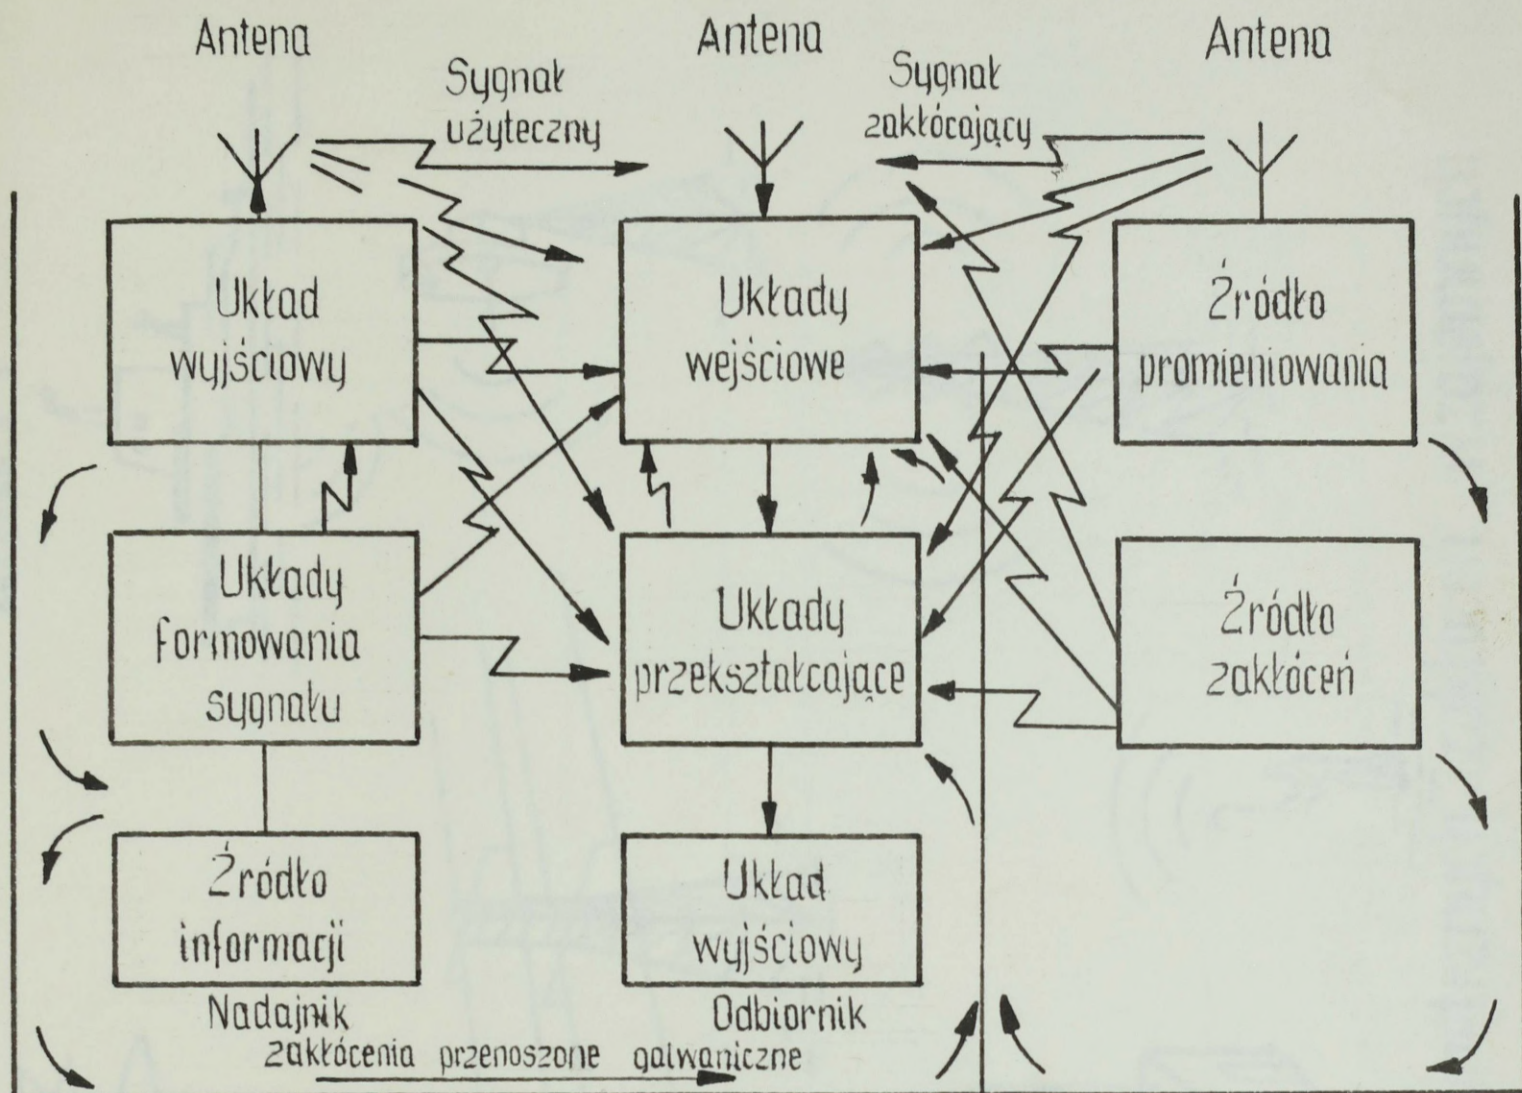 Antena
Antena
Antena
Sygnał
użyteczny
Sygnał
zakłócający
Układ
wyjściowy
Układy
wejściowe
Źródło
promieniowania
Układy
formowania
sygnału
Układy
przekształcające
Źródło
zakłóceń
Źródło
informacji
Układ
wyjściowy
Nadajnik
Odbiornik
zakłócenia przenoszone galwaniczne